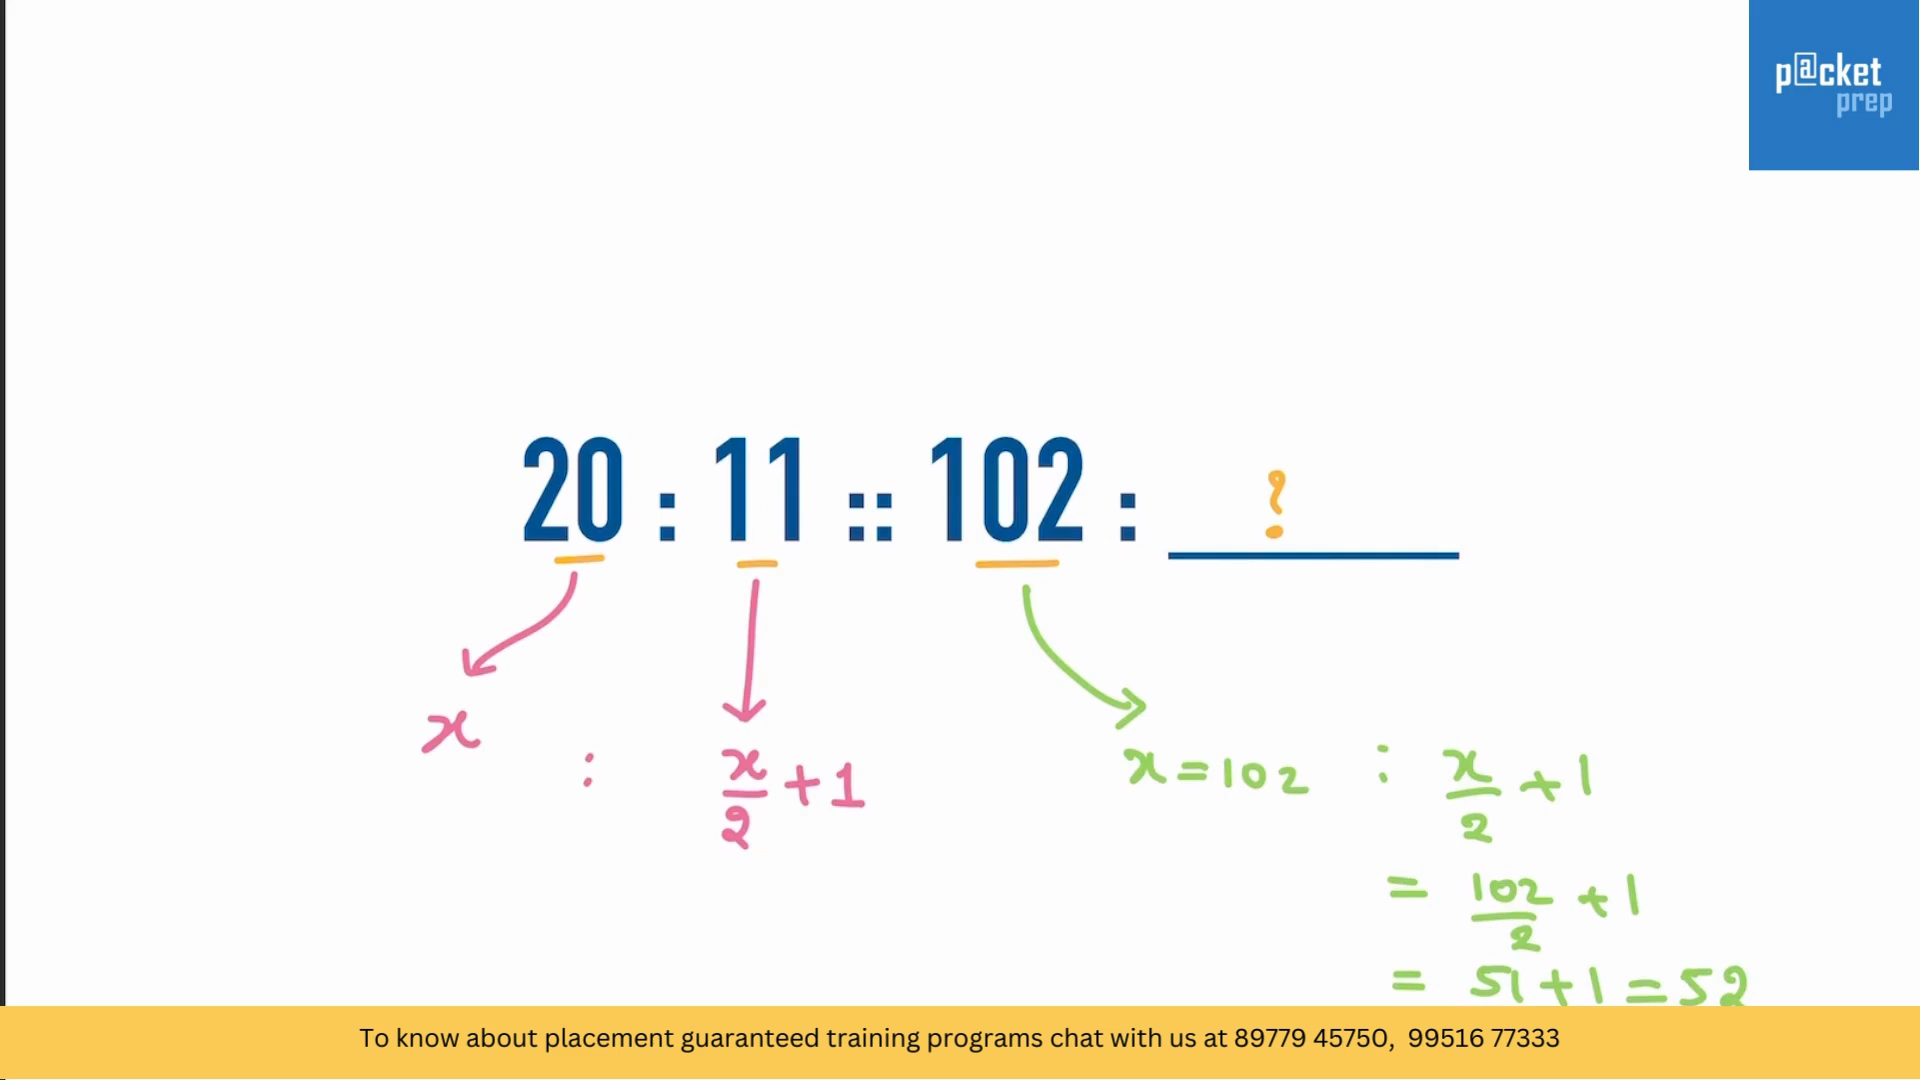 p@cket
prep
20 : 11 :: 102 : ?
x : x/2 + 1
x = 102 : x/2 + 1
= 102/2 + 1
= 51 + 1 = 52
To know about placement guaranteed training programs chat with us at 89779 45750, 99516 77333